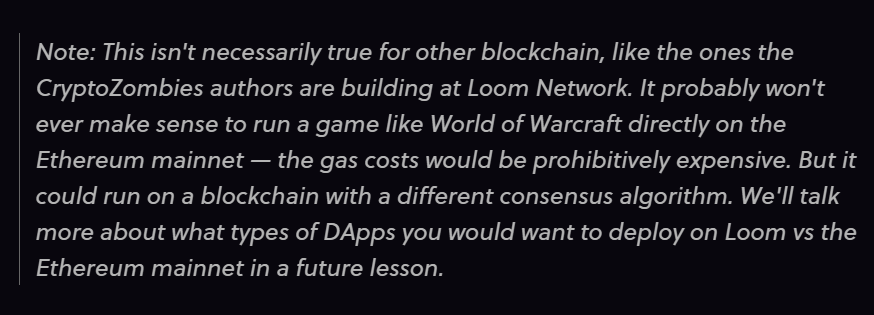 Note: This isn't necessarily true for other blockchain, like the ones the
CryptoZombies authors are building at Loom Network. It probably won't
ever make sense to run a game like World of Warcraft directly on the
Ethereum mainnet — the gas costs would be prohibitively expensive. But it
could run on a blockchain with a different consensus algorithm. We'll talk
more about what types of DApps you would want to deploy on Loom vs the
Ethereum mainnet in a future lesson.